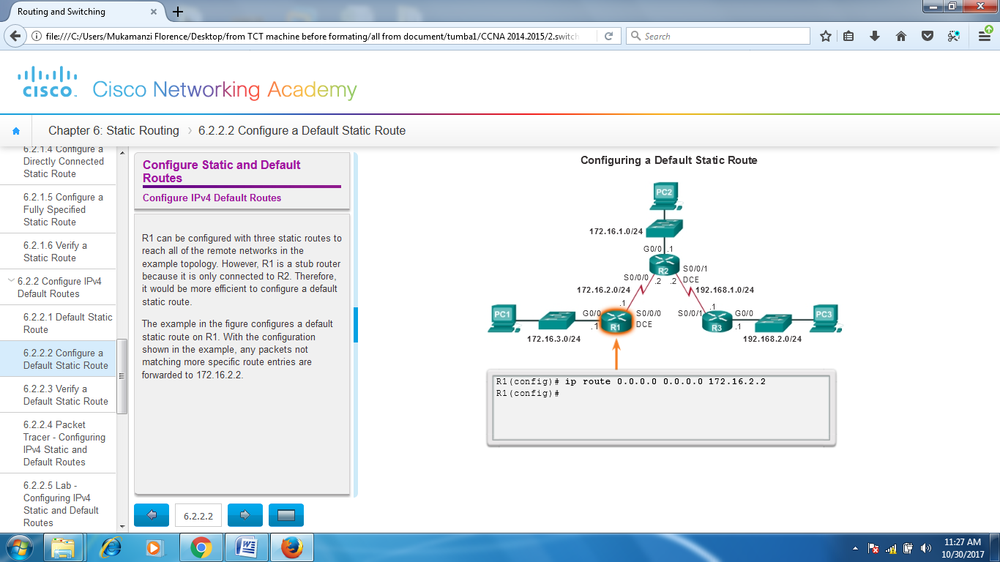 Routing and Switching
file:///C:/Users/Mukamanzi Florence/Desktop/from TCT machine before formating/all from document/tumba1/CCNA 2014.2015/2.switch
Search
CISCO
Cisco Networking Academy
Chapter 6: Static Routing
6.2.2.2 Configure a Default Static Route
6.2.1.4 Configure a
Directly Connected
Static Route
6.2.1.5 Configure a
Fully Specified
Static Route
6.2.1.6 Verify a
Static Route
6.2.2 Configure IPv4
Default Routes
6.2.2.1 Default Static
Route
6.2.2.2 Configure a
Default Static Route
6.2.2.3 Verify a
Default Static Route
6.2.2.4 Packet
Tracer - Configuring
IPv4 Static and
Default Routes
6.2.2.5 Lab -
Configuring IPv4
Static and Default
Routes
Configure Static and Default
Routes
Configure IPv4 Default Routes
R1 can be configured with three static routes to
reach all of the remote networks in the
example topology. However, R1 is a stub router
because it is only connected to R2. Therefore,
it would be more efficient to configure a default
static route.
The example in the figure configures a default
static route on R1. With the configuration
shown in the example, any packets not
matching more specific route entries are
forwarded to 172.16.2.2.
6.2.2.2
Configuring a Default Static Route
PC2
172.16.1.0/24
G0/0 .1
R2
S0/0/1
S0/0/0 .2 .2 DCE
172.16.2.0/24
192.168.1.0/24
.1
.1
PC1
G0/0
S0/0/0
S0/0/1
G0/0
PC3
.1
R1
DCE
R3
.1
172.16.3.0/24
192.168.2.0/24
R1(config)# ip route 0.0.0.0 0.0.0.0 172.16.2.2
R1(config)#
11:27 AM
10/30/2017